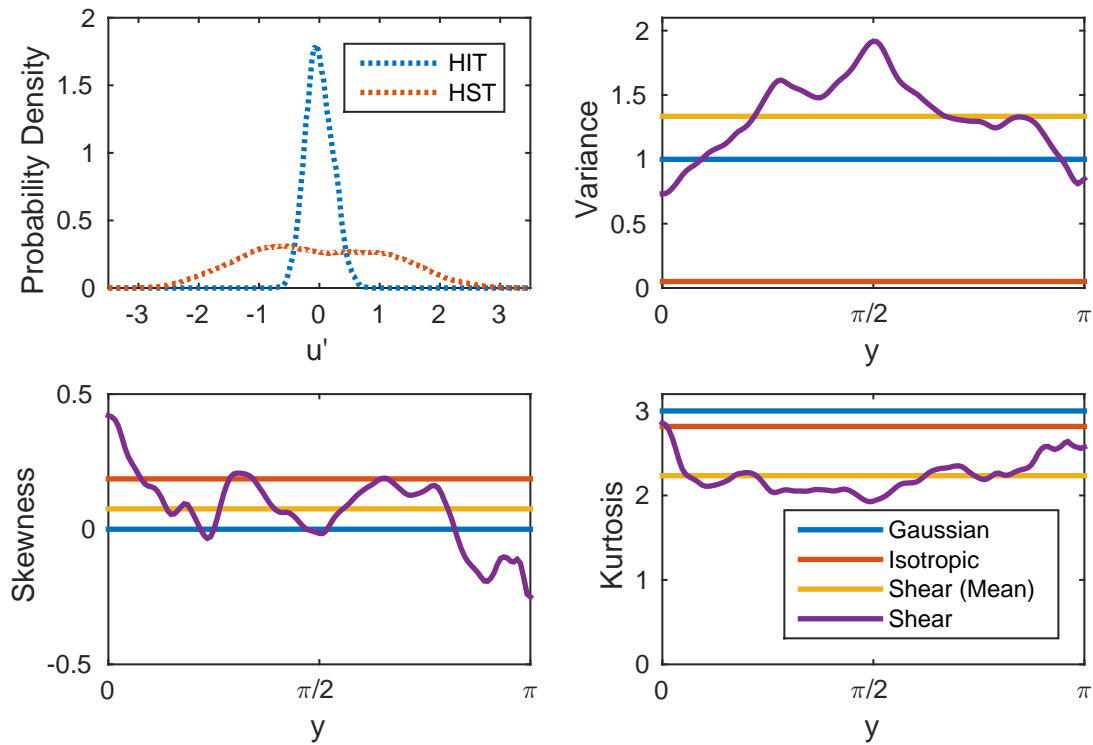 Probability Density
2
1.5
1
0.5
0
-3 -2 -1 0 1 2 3
u'
HIT
HST
Variance
2
1.5
1
0.5
0
0 π/2 π
y
Skewness
0.5
0
-0.5
0 π/2 π
y
Kurtosis
3
2
1
0
0 π/2 π
y
Gaussian
Isotropic
Shear (Mean)
Shear